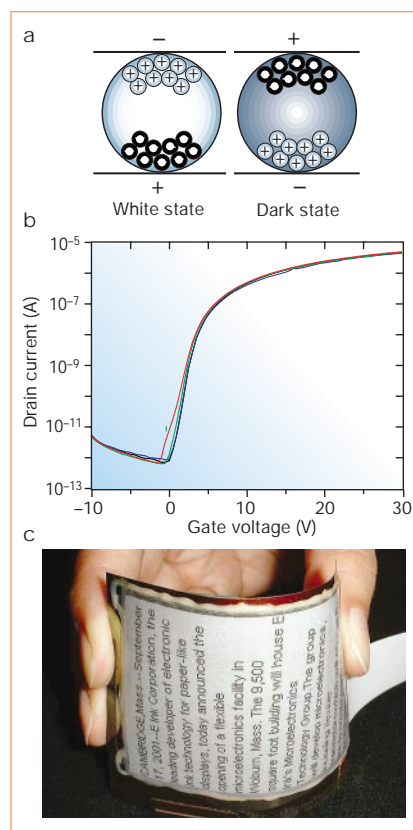 a
− +
+ −
White state Dark state
b
10⁻⁵
10⁻⁷
10⁻⁹
10⁻¹¹
10⁻¹³
Drain current (A)
−10 0 10 20 30
Gate voltage (V)
c
CAMBRIDGE, Mass.--September
17, 2001--E Ink Corporation, the
leading developer of electronic
ink technology for paper-like
displays, today announced the
opening of a flexible
microelectronics facility in
Woburn, Mass. The 9,500
square foot building will house E
Ink's Microelectronics
Technology Group. The group
will develop microelectronics,